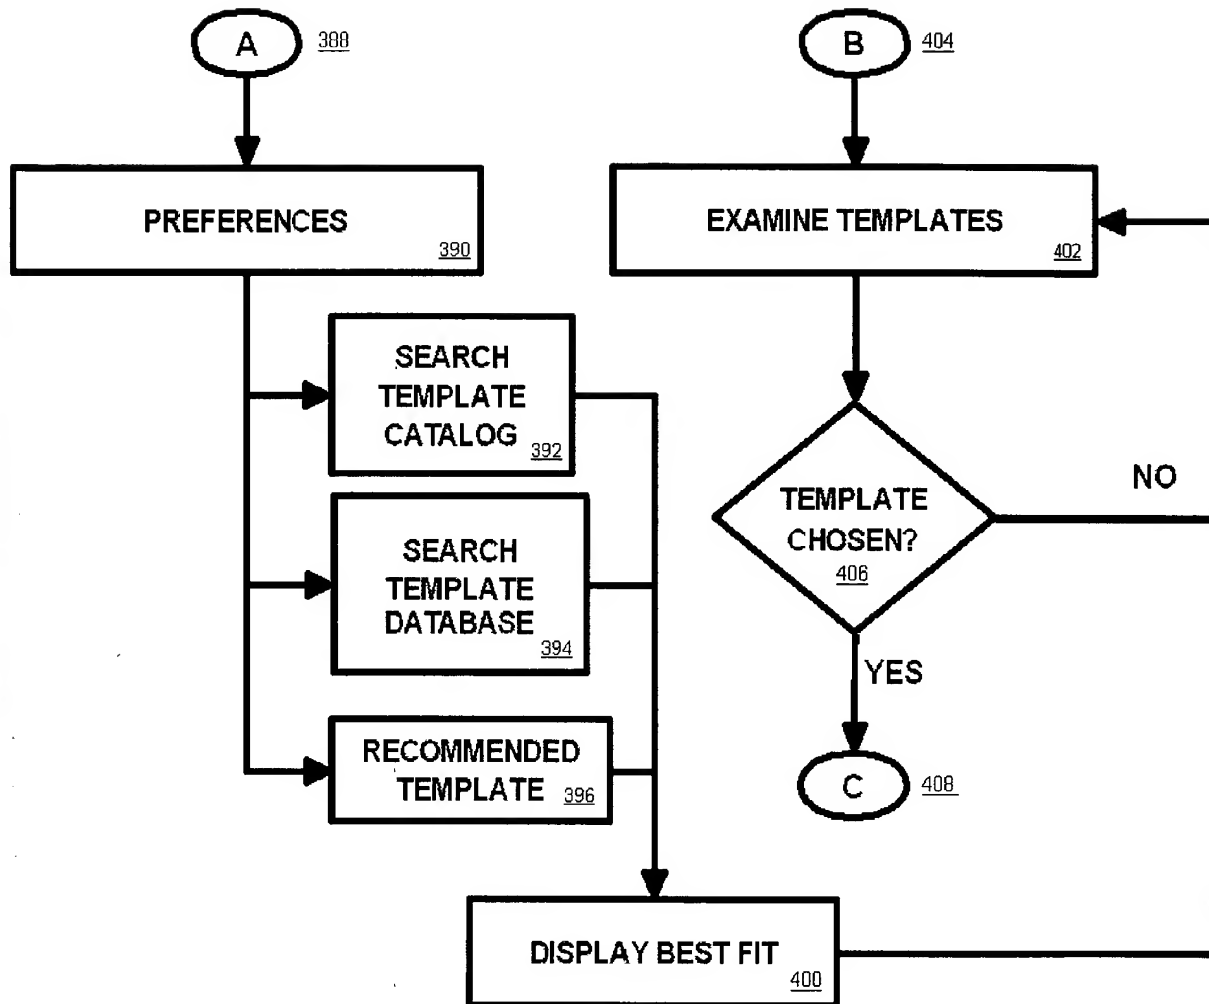 A
388
PREFERENCES
390
SEARCH
TEMPLATE
CATALOG
392
SEARCH
TEMPLATE
DATABASE
394
RECOMMENDED
TEMPLATE
396
DISPLAY BEST FIT
400
B
404
EXAMINE TEMPLATES
402
TEMPLATE
CHOSEN?
406
NO
YES
C
408